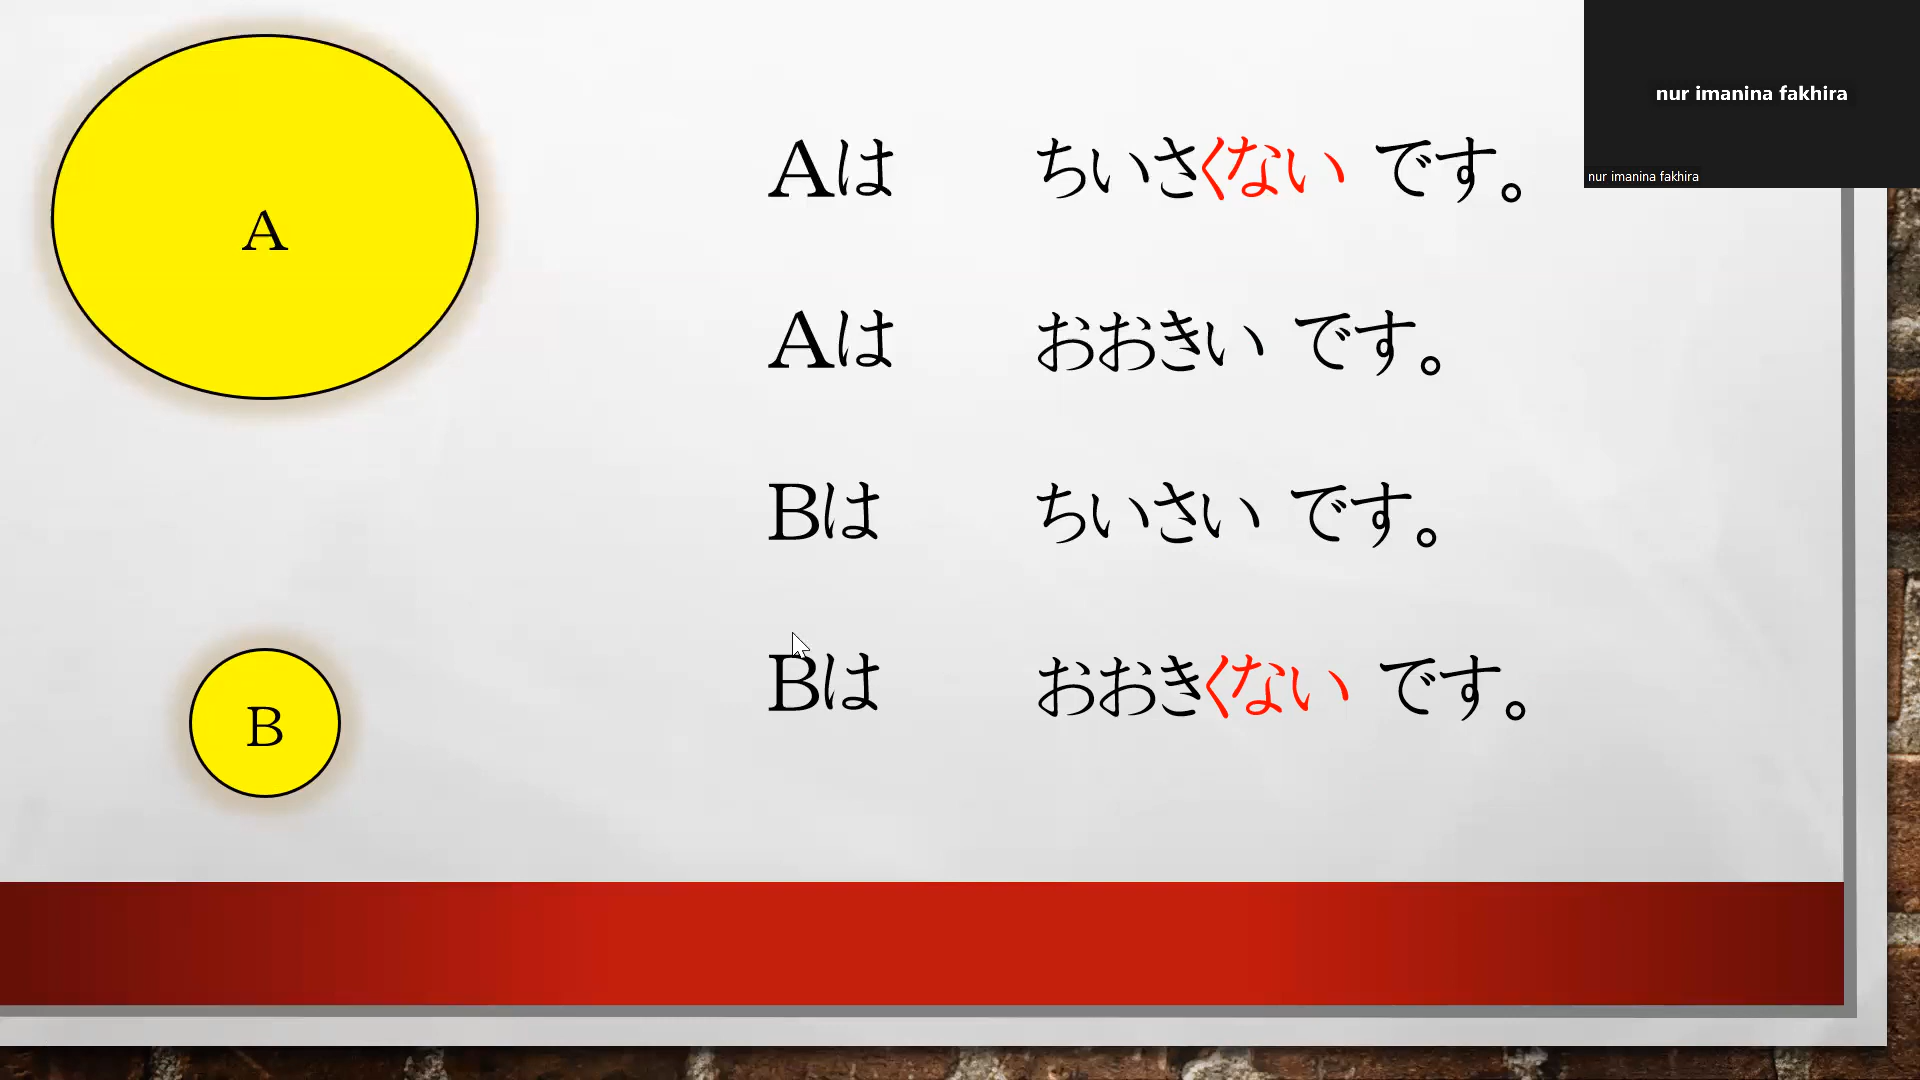 A
Aは ちいさくない です。
Aは おおきい です。
Bは ちいさい です。
B
Bは おおきくない です。
nur imanina fakhira
nur imanina fakhira